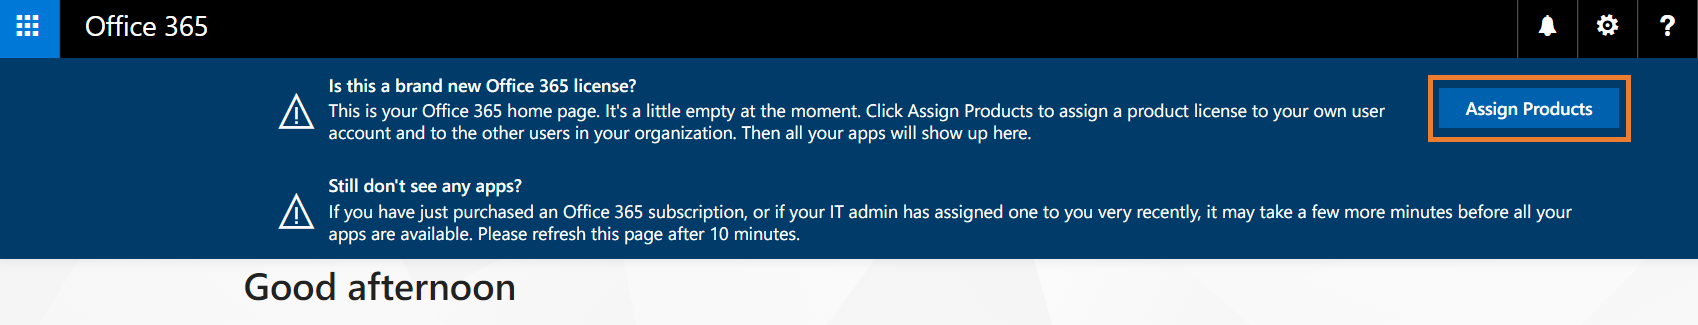 Office 365
?
Is this a brand new Office 365 license?
This is your Office 365 home page. It's a little empty at the moment. Click Assign Products to assign a product license to your own user
account and to the other users in your organization. Then all your apps will show up here.
Assign Products
Still don't see any apps?
If you have just purchased an Office 365 subscription, or if your IT admin has assigned one to you very recently, it may take a few more minutes before all your
apps are available. Please refresh this page after 10 minutes.
Good afternoon